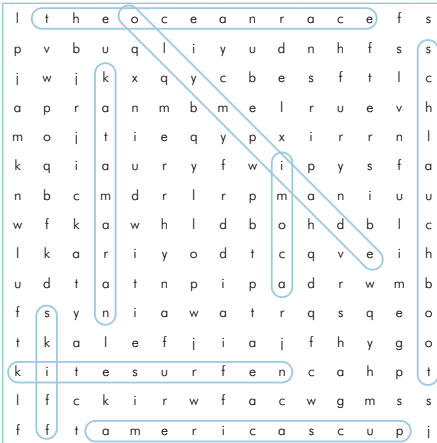 l t h e o c e a n r a c e f s
p v b u q l i y u d n h f s s
j w j k x q y c b e s f t l c
a p r a n m b m e l r u e v h
m o j t i e q y p x i r r n l
k q i a u r y f w i p y s f a
n b c m d r l r p m a n i u u
w f k a w h l d b o h d b l c
l k a r i y o d t c q v e i h
u d t a t n p i p a d r w m b
f s y n i a w a t r q s q e o
t k a l e f j i a j f h y g o
k i t e s u r f e n c a h p t
l f c k i r w f a c w g m s s
f f t a m e r i c a s c u p j